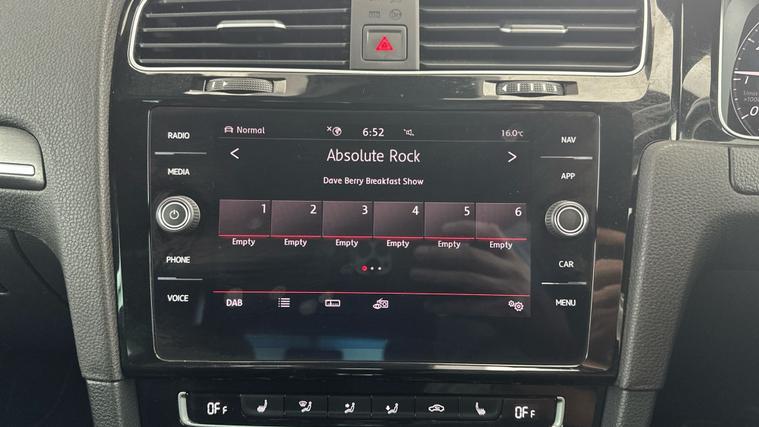 RADIO
MEDIA
PHONE
VOICE
Normal 6:52 16.0°C
Absolute Rock
Dave Berry Breakfast Show
1 2 3 4 5 6
Empty Empty Empty Empty Empty Empty
DAB
NAV
APP
CAR
MENU
OFF OFF